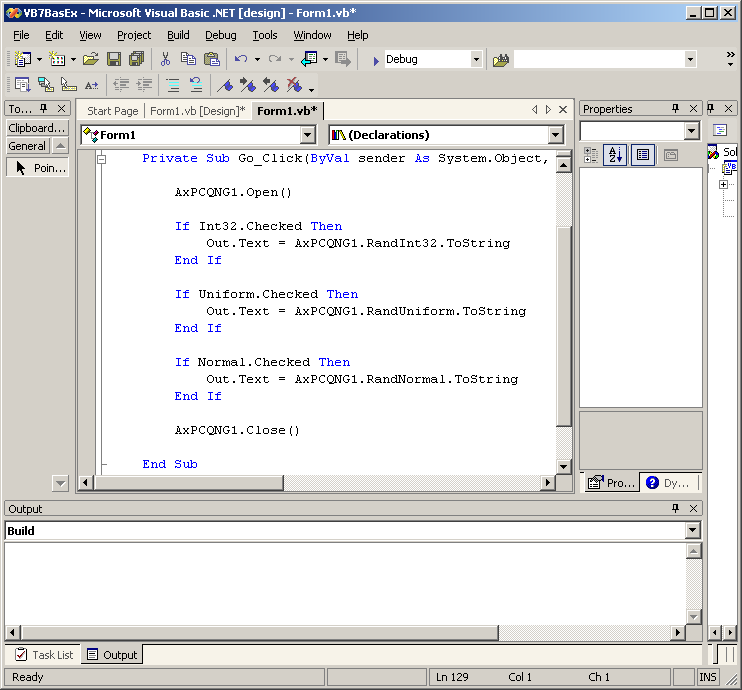 VB7BasEx - Microsoft Visual Basic .NET [design] - Form1.vb*
File Edit View Project Build Debug Tools Window Help
Debug
To...
Start Page Form1.vb [Design]* Form1.vb*
Properties
Clipboard...
General
Poin...
Form1
(Declarations)
Sol
Private Sub Go_Click(ByVal sender As System.Object,
AxPCQNG1.Open()
If Int32.Checked Then
Out.Text = AxPCQNG1.RandInt32.ToString
End If
If Uniform.Checked Then
Out.Text = AxPCQNG1.RandUniform.ToString
End If
If Normal.Checked Then
Out.Text = AxPCQNG1.RandNormal.ToString
End If
AxPCQNG1.Close()
End Sub
Pro... Dy...
Output
Build
Task List Output
Ready Ln 129 Col 1 Ch 1 INS